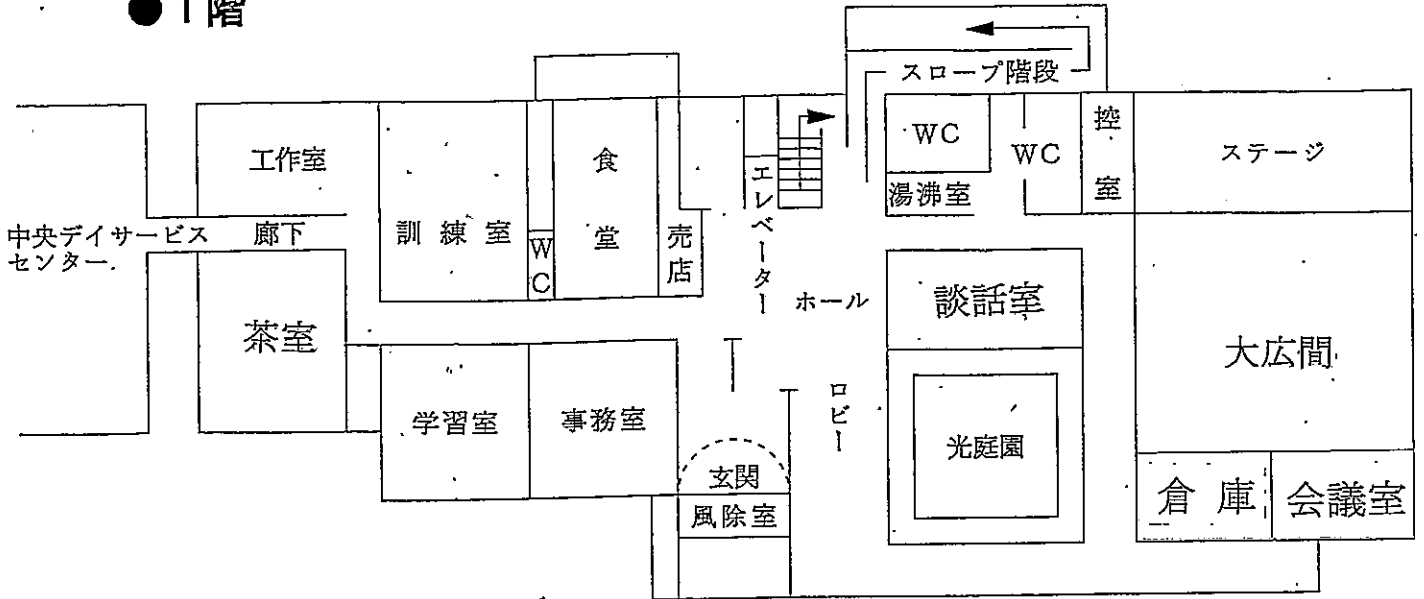 ●1階
スロープ階段
工作室
訓練室
WC
食堂
売店
エレベーター
WC
湯沸室
WC
控室
ステージ
中央デイサービス
センター
廊下
茶室
ホール
談話室
大広間
学習室
事務室
玄関
風除室
ロビー
光庭園
倉庫
会議室